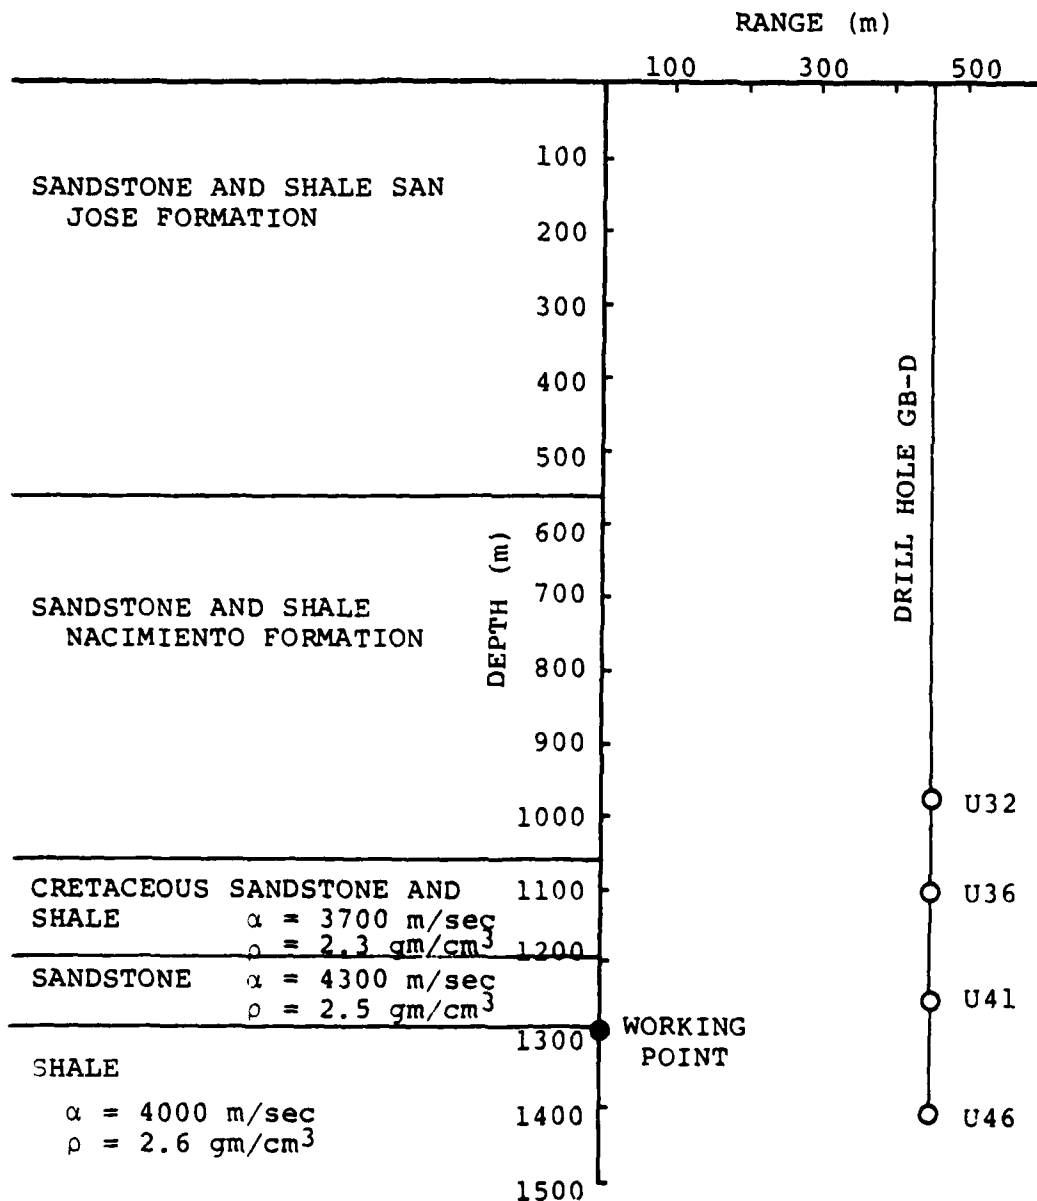 RANGE (m)
100 300 500
100
SANDSTONE AND SHALE SAN
JOSE FORMATION
200
300
400
500
DRILL HOLE GB-D
600
DEPTH (m)
SANDSTONE AND SHALE
NACIMIENTO FORMATION
700
800
900
1000
U32
CRETACEOUS SANDSTONE AND
SHALE α = 3700 m/sec
ρ = 2.3 gm/cm³
1100
U36
1200
SANDSTONE α = 4300 m/sec
ρ = 2.5 gm/cm³
U41
1300
WORKING
POINT
SHALE
α = 4000 m/sec
ρ = 2.6 gm/cm³
1400
U46
1500